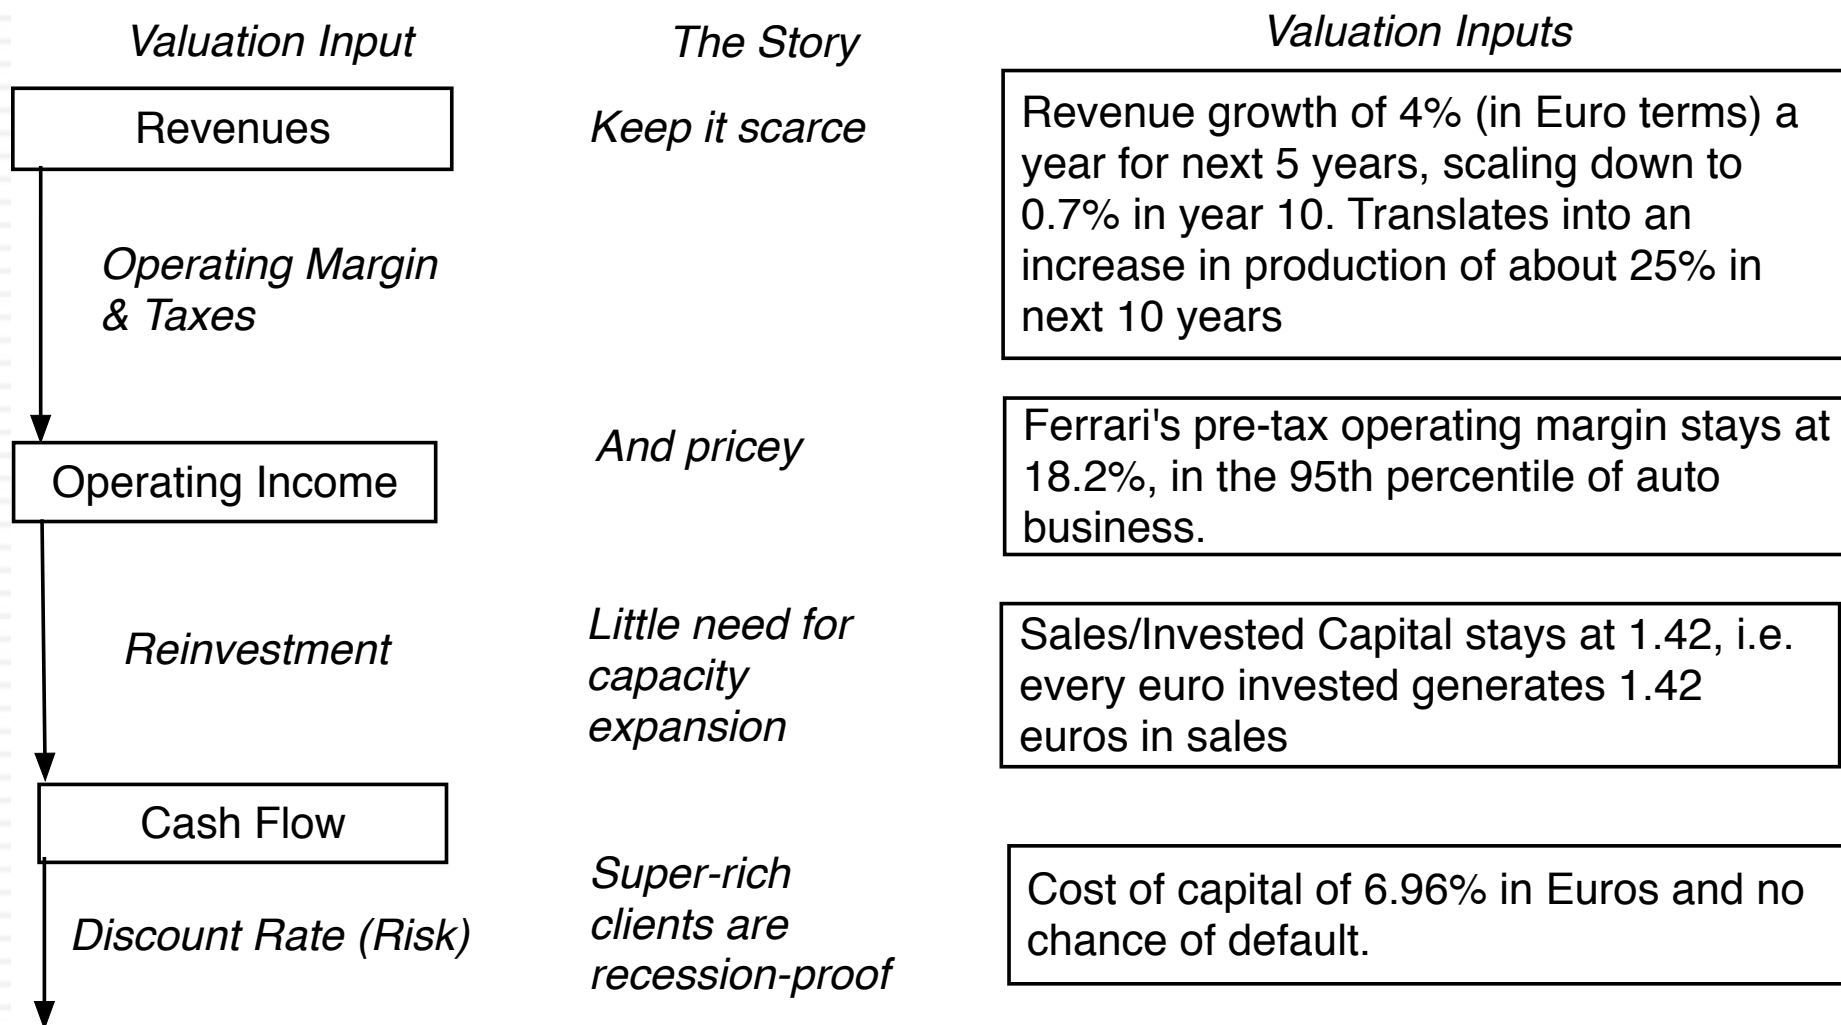 Valuation Input
The Story
Valuation Inputs
Revenues
Keep it scarce
Revenue growth of 4% (in Euro terms) a
year for next 5 years, scaling down to
0.7% in year 10. Translates into an
increase in production of about 25% in
next 10 years
Operating Margin
& Taxes
Operating Income
And pricey
Ferrari's pre-tax operating margin stays at
18.2%, in the 95th percentile of auto
business.
Reinvestment
Little need for
capacity
expansion
Sales/Invested Capital stays at 1.42, i.e.
every euro invested generates 1.42
euros in sales
Cash Flow
Discount Rate (Risk)
Super-rich
clients are
recession-proof
Cost of capital of 6.96% in Euros and no
chance of default.